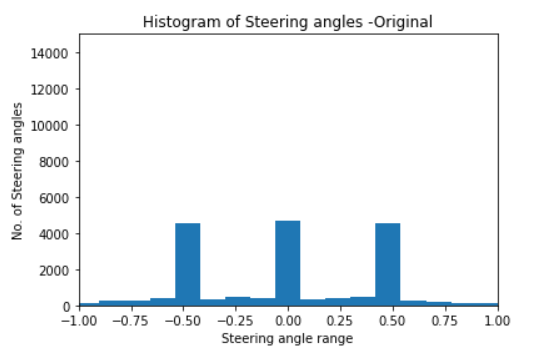 Histogram of Steering angles -Original
14000
12000
10000
8000
6000
4000
2000
0
No. of Steering angles
−1.00 −0.75 −0.50 −0.25 0.00 0.25 0.50 0.75 1.00
Steering angle range